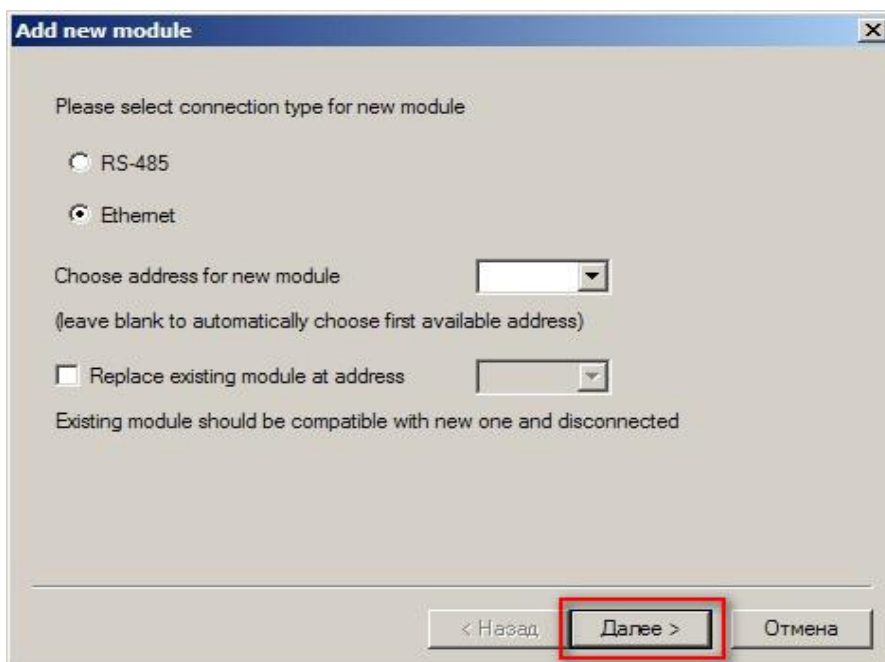 Add new module
Please select connection type for new module
RS-485
Ethernet
Choose address for new module
(leave blank to automatically choose first available address)
Replace existing module at address
Existing module should be compatible with new one and disconnected
< Назад Далее > Отмена